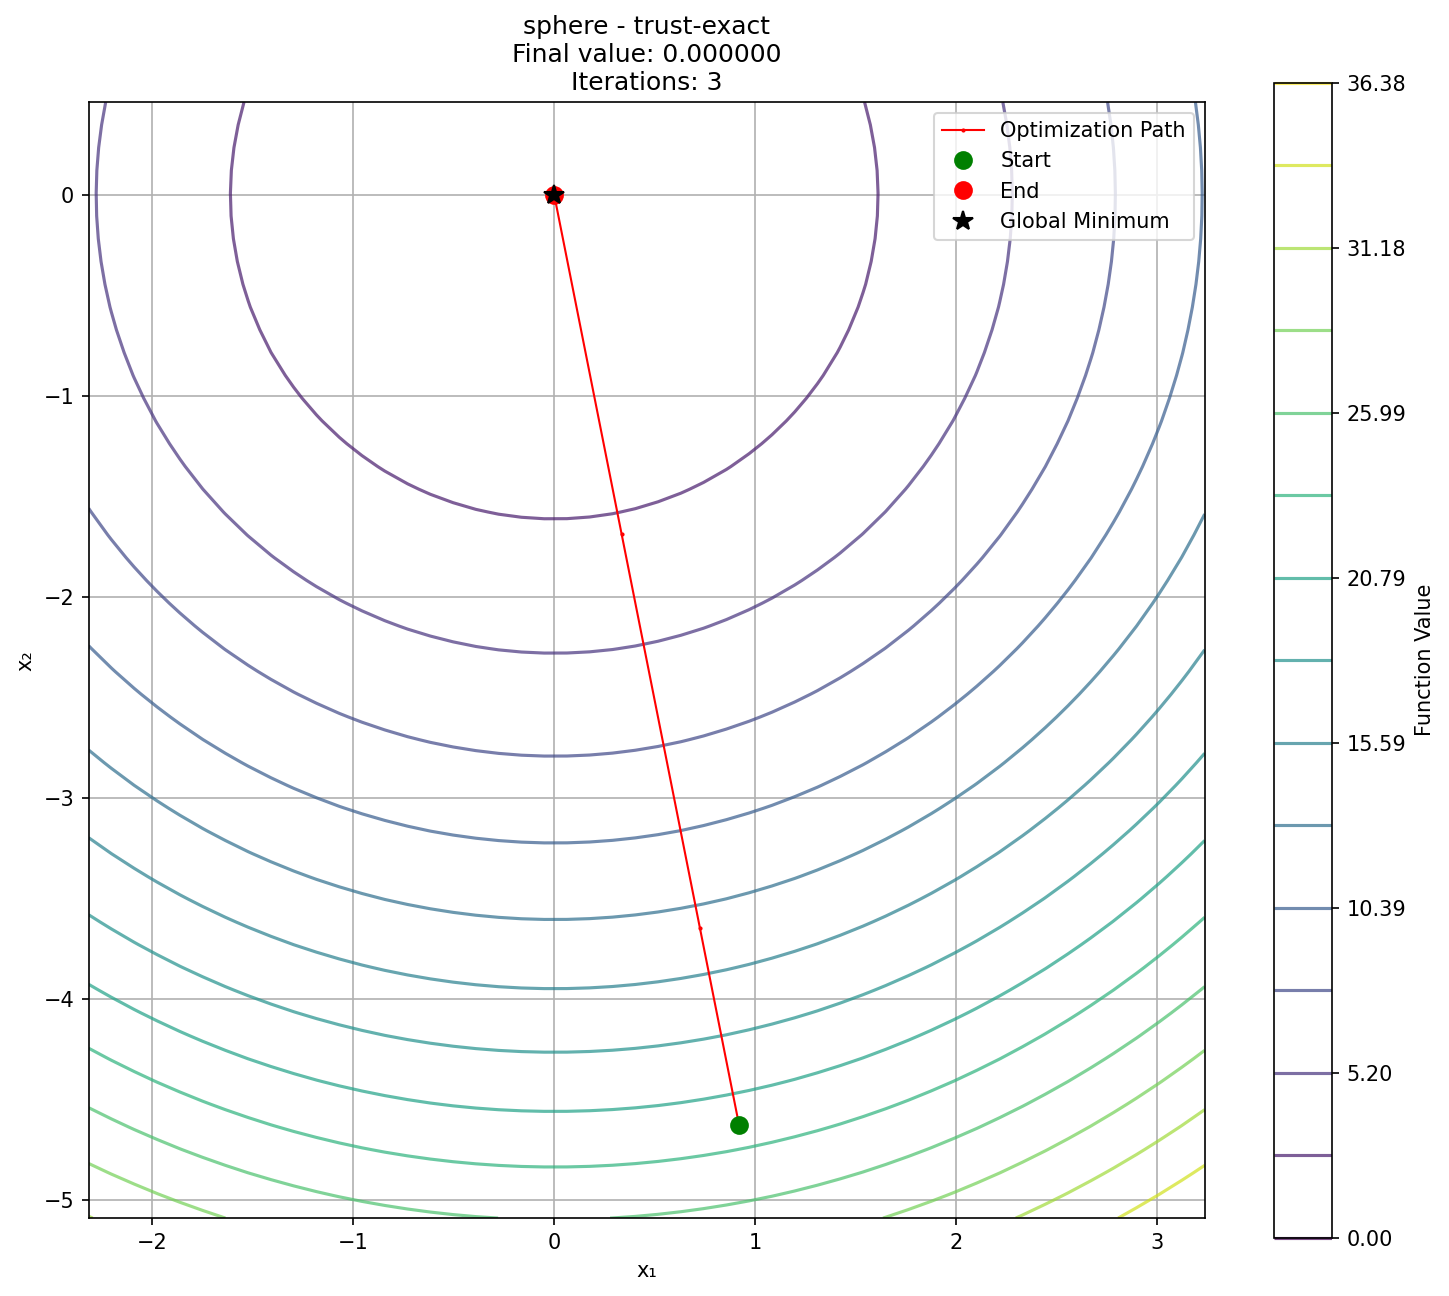 sphere - trust-exact
Final value: 0.000000
Iterations: 3
Optimization Path
Start
End
Global Minimum
0
−1
−2
−3
−4
−5
x₂
−2
−1
0
1
2
3
x₁
36.38
31.18
25.99
20.79
15.59
10.39
5.20
0.00
Function Value